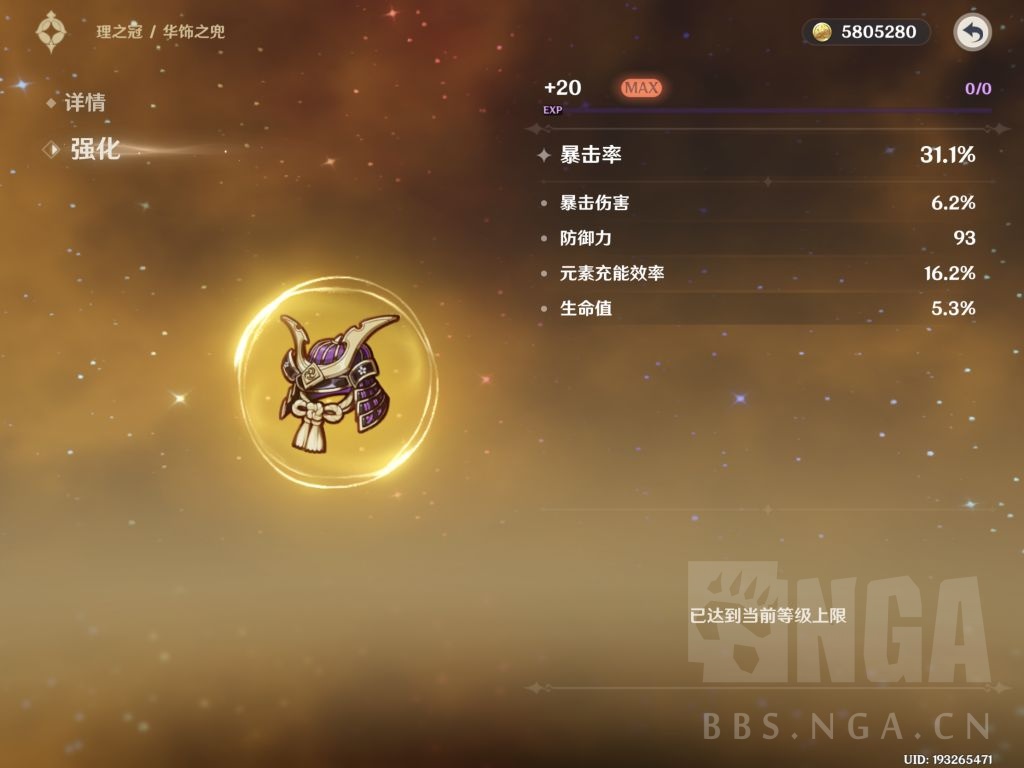 理之冠 / 华饰之兜
5805280
详情
强化
+20 MAX 0/0
EXP
暴击率 31.1%
暴击伤害 6.2%
防御力 93
元素充能效率 16.2%
生命值 5.3%
已达到当前等级上限
NGA
BBS.NGA.CN
UID: 193265471